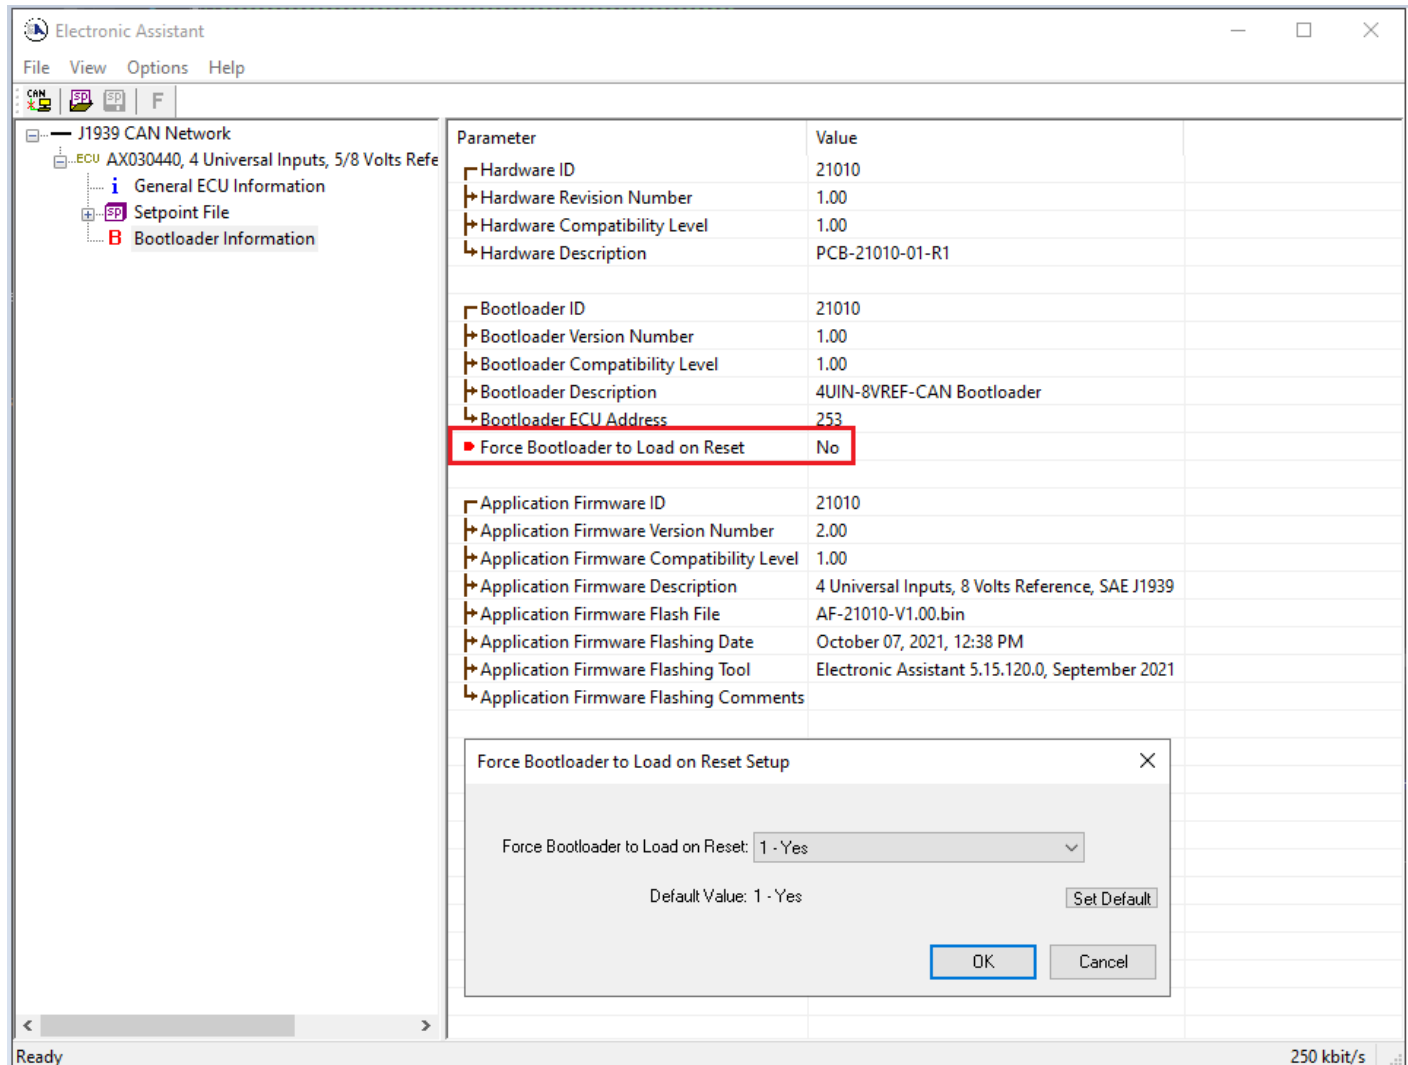 Electronic Assistant
File View Options Help
CAN SP SP F
J1939 CAN Network
ECU AX030440, 4 Universal Inputs, 5/8 Volts Refe
i General ECU Information
SP Setpoint File
B Bootloader Information
Parameter Value
Hardware ID 21010
Hardware Revision Number 1.00
Hardware Compatibility Level 1.00
Hardware Description PCB-21010-01-R1
Bootloader ID 21010
Bootloader Version Number 1.00
Bootloader Compatibility Level 1.00
Bootloader Description 4UIN-8VREF-CAN Bootloader
Bootloader ECU Address 253
Force Bootloader to Load on Reset No
Application Firmware ID 21010
Application Firmware Version Number 2.00
Application Firmware Compatibility Level 1.00
Application Firmware Description 4 Universal Inputs, 8 Volts Reference, SAE J1939
Application Firmware Flash File AF-21010-V1.00.bin
Application Firmware Flashing Date October 07, 2021, 12:38 PM
Application Firmware Flashing Tool Electronic Assistant 5.15.120.0, September 2021
Application Firmware Flashing Comments
Force Bootloader to Load on Reset Setup
Force Bootloader to Load on Reset: 1 - Yes
Default Value: 1 - Yes
Set Default
OK Cancel
Ready 250 kbit/s